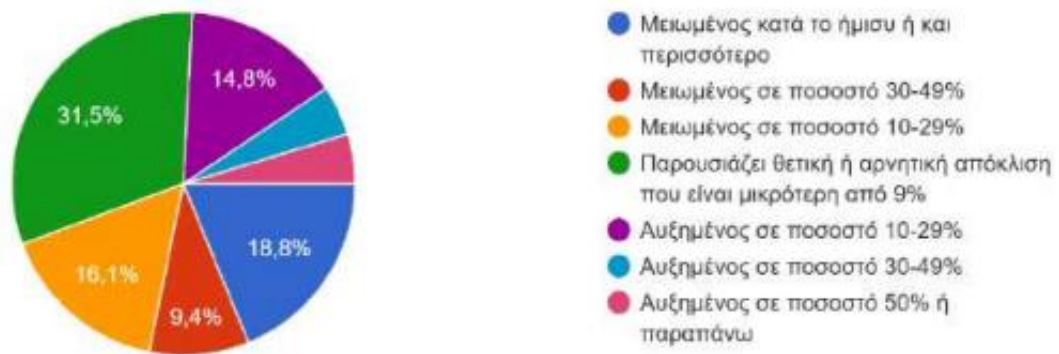 14,8%
31,5%
18,8%
16,1%
9,4%
Μειωμένος κατά το ήμισυ ή και
περισσότερο
Μειωμένος σε ποσοστό 30-49%
Μειωμένος σε ποσοστό 10-29%
Παρουσιάζει θετική ή αρνητική απόκλιση
που είναι μικρότερη από 9%
Αυξημένος σε ποσοστό 10-29%
Αυξημένος σε ποσοστό 30-49%
Αυξημένος σε ποσοστό 50% ή
παραπάνω